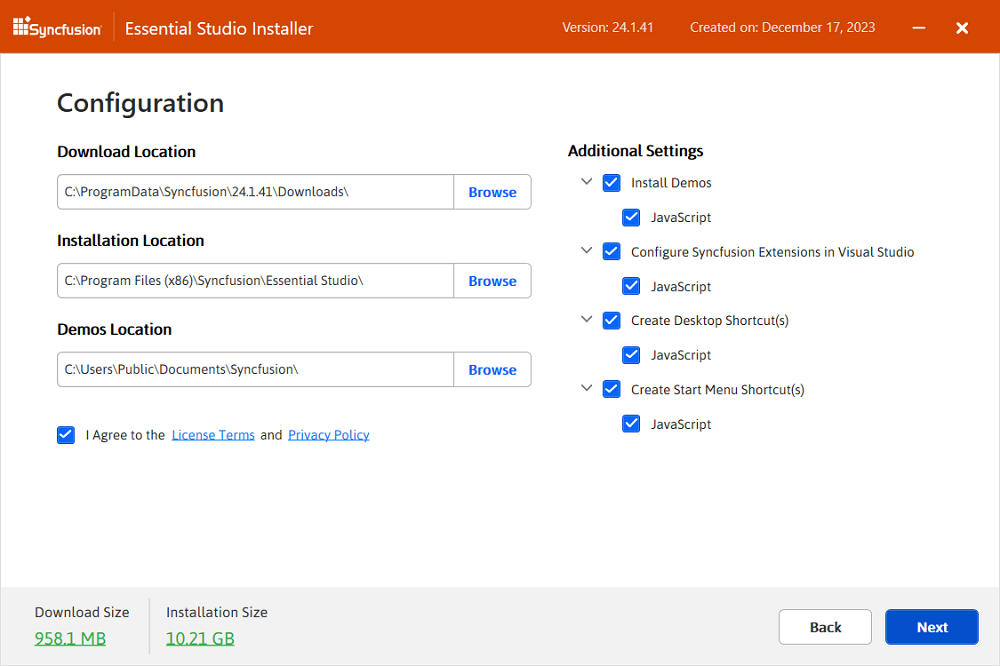 Syncfusion Essential Studio Installer Version: 24.1.41 Created on: December 17, 2023
Configuration
Download Location
C:\ProgramData\Syncfusion\24.1.41\Downloads\ Browse
Installation Location
C:\Program Files (x86)\Syncfusion\Essential Studio\ Browse
Demos Location
C:\Users\Public\Documents\Syncfusion\ Browse
I Agree to the License Terms and Privacy Policy
Additional Settings
Install Demos
JavaScript
Configure Syncfusion Extensions in Visual Studio
JavaScript
Create Desktop Shortcut(s)
JavaScript
Create Start Menu Shortcut(s)
JavaScript
Download Size
958.1 MB
Installation Size
10.21 GB
Back
Next